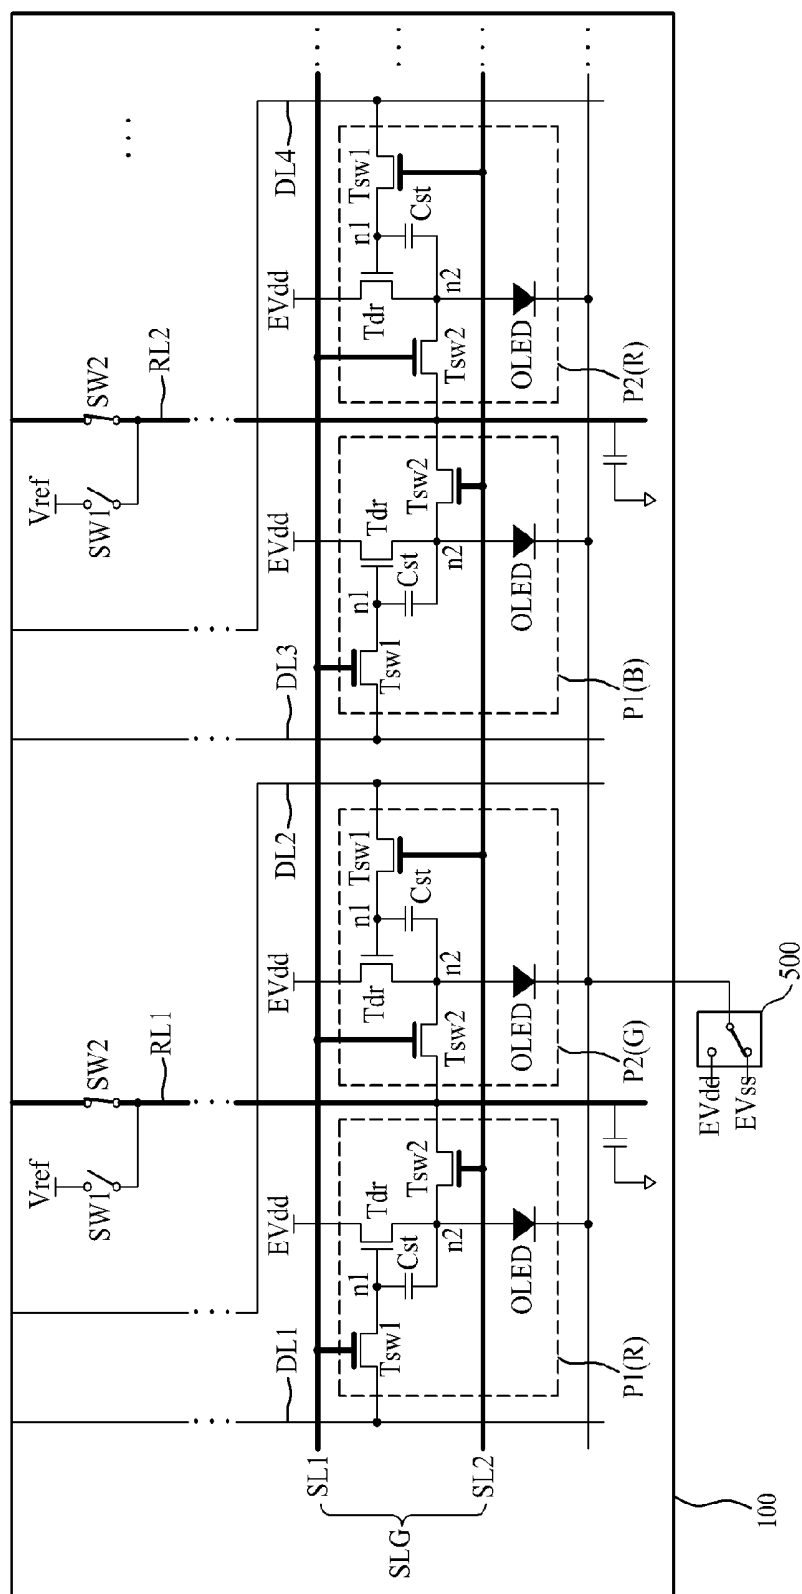 Vref
SW1
SW2
RL1
Vref
SW1
SW2
RL2
. . .
DL1
DL2
DL3
DL4
SLG
SL1
SL2
EVdd
Tdr
n1
Tsw1
Cst
n2
Tsw2
OLED
P1(R)
EVdd
Tdr
n1
Tsw1
Cst
n2
Tsw2
OLED
P2(G)
EVdd
Tdr
n1
Tsw1
Cst
n2
Tsw2
OLED
P1(B)
EVdd
Tdr
n1
Tsw1
Cst
n2
Tsw2
OLED
P2(R)
EVdd
EVss
500
100